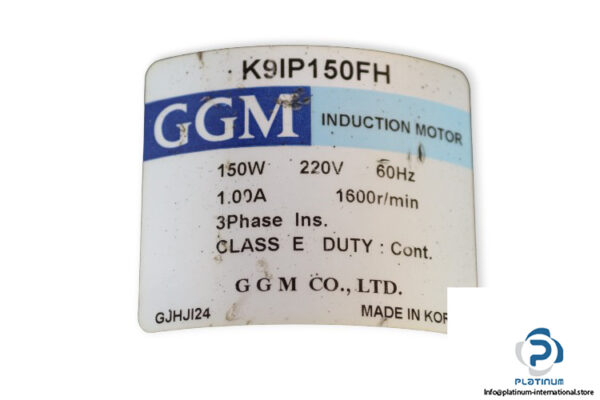 K9IP150FH
GGM INDUCTION MOTOR
150W 220V 60Hz
1.00A 1600r/min
3Phase Ins.
CLASS E DUTY : Cont.
G G M CO., LTD.
GJHJI24 MADE IN
PLATINUM
Info@platinum-international.store